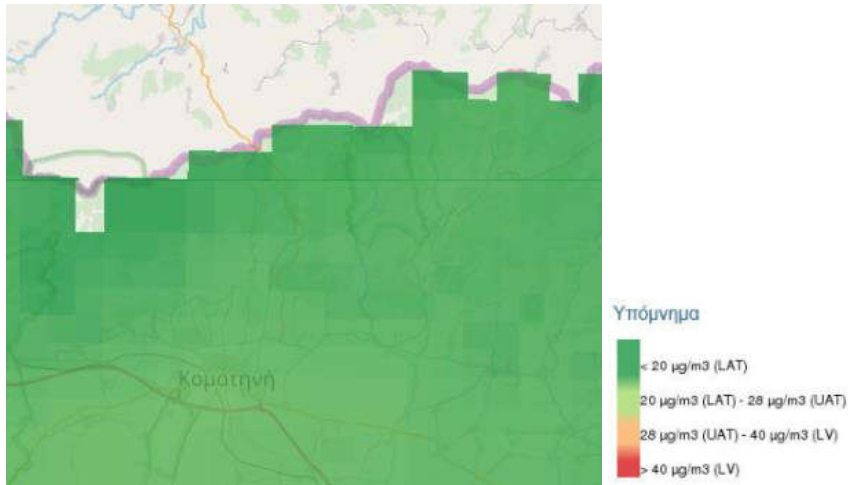 Κομοτηνή
Υπόμνημα
< 20 μg/m3 (LAT)
20 μg/m3 (LAT) - 28 μg/m3 (UAT)
28 μg/m3 (UAT) - 40 μg/m3 (LV)
> 40 μg/m3 (LV)